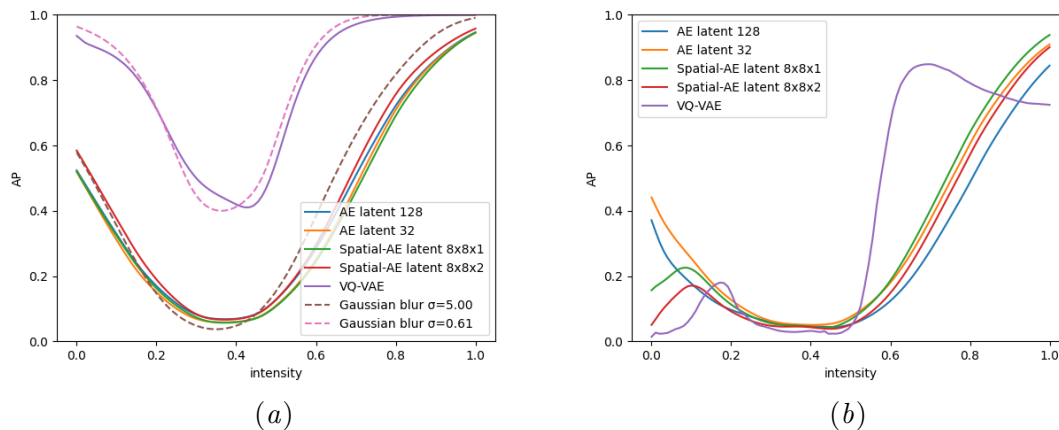 1.0
0.8
0.6
0.4
0.2
0.0
AP
0.0 0.2 0.4 0.6 0.8 1.0
intensity
AE latent 128
AE latent 32
Spatial-AE latent 8x8x1
Spatial-AE latent 8x8x2
VQ-VAE
Gaussian blur σ=5.00
Gaussian blur σ=0.61
(a)
1.0
0.8
0.6
0.4
0.2
0.0
AP
AE latent 128
AE latent 32
Spatial-AE latent 8x8x1
Spatial-AE latent 8x8x2
VQ-VAE
0.0 0.2 0.4 0.6 0.8 1.0
intensity
(b)